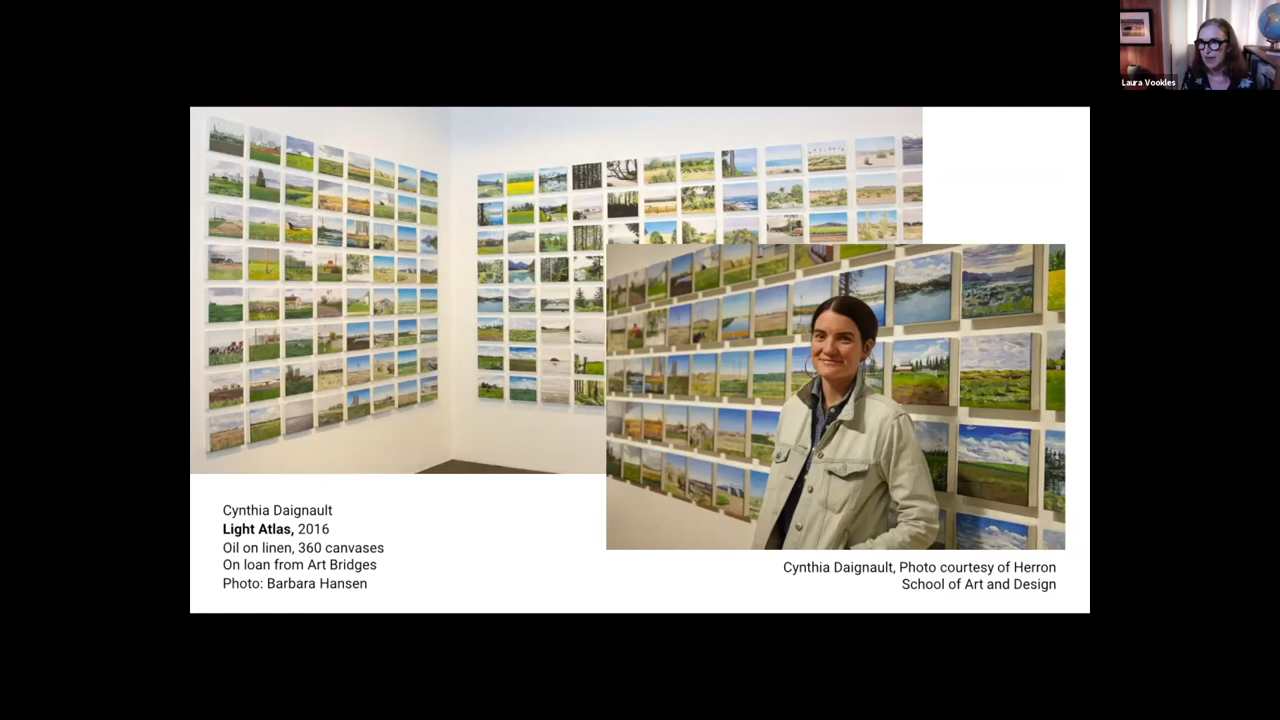 Laura Vookles
Cynthia Daignault
Light Atlas, 2016
Oil on linen, 360 canvases
On loan from Art Bridges
Photo: Barbara Hansen
Cynthia Daignault, Photo courtesy of Herron
School of Art and Design